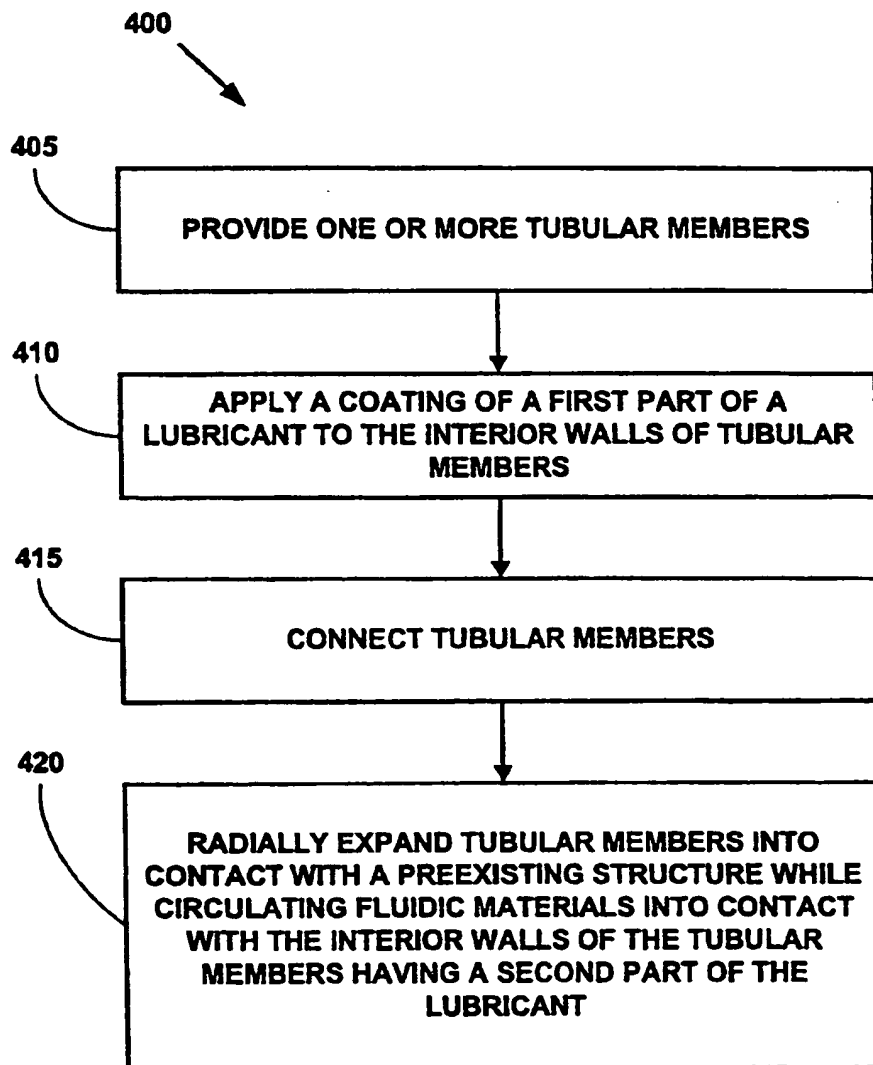 400
405
PROVIDE ONE OR MORE TUBULAR MEMBERS
410
APPLY A COATING OF A FIRST PART OF A
LUBRICANT TO THE INTERIOR WALLS OF TUBULAR
MEMBERS
415
CONNECT TUBULAR MEMBERS
420
RADIALLY EXPAND TUBULAR MEMBERS INTO
CONTACT WITH A PREEXISTING STRUCTURE WHILE
CIRCULATING FLUIDIC MATERIALS INTO CONTACT
WITH THE INTERIOR WALLS OF THE TUBULAR
MEMBERS HAVING A SECOND PART OF THE
LUBRICANT